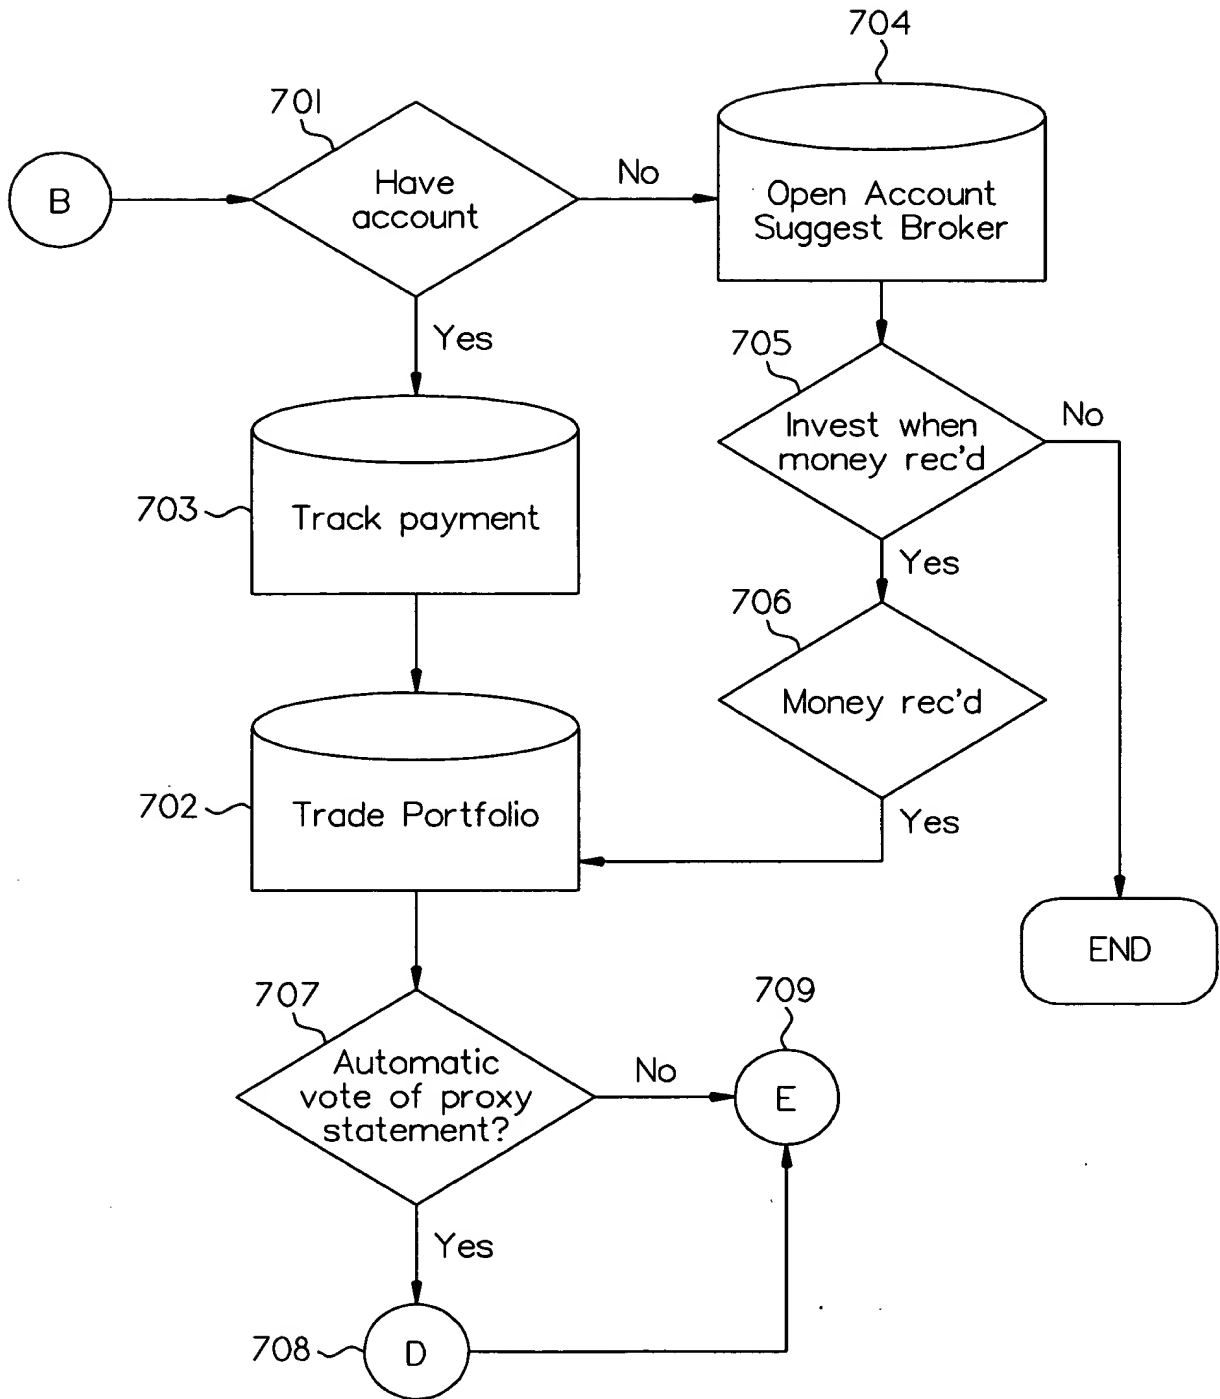 704
701
B
Have
account
No
Open Account
Suggest Broker
Yes
705
Invest when
money rec'd
No
703
Track payment
Yes
706
Money rec'd
702
Trade Portfolio
Yes
END
707
709
Automatic
vote of proxy
statement?
No
E
Yes
708
D